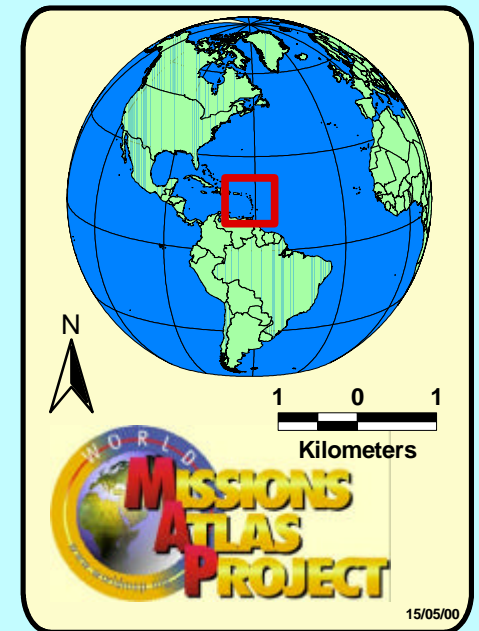 N
1 0 1
Kilometers
WORLD
MISSIONS
ATLAS
PROJECT
15/05/00